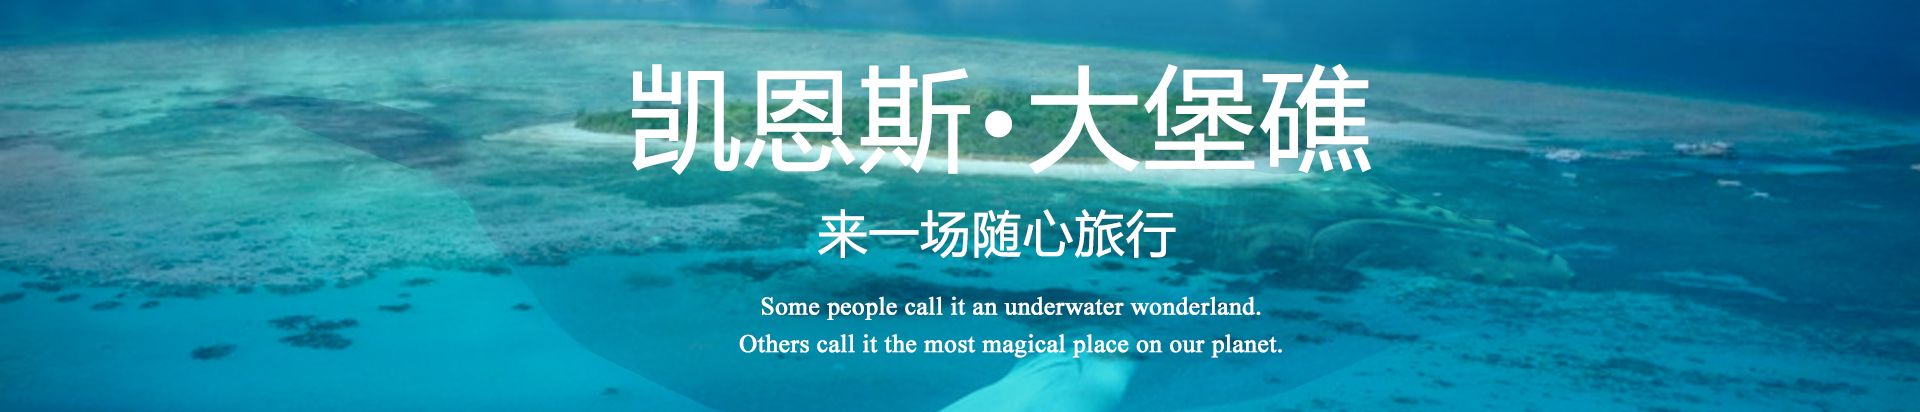 凯恩斯·大堡礁
来一场随心旅行
Some people call it an underwater wonderland.
Others call it the most magical place on our planet.